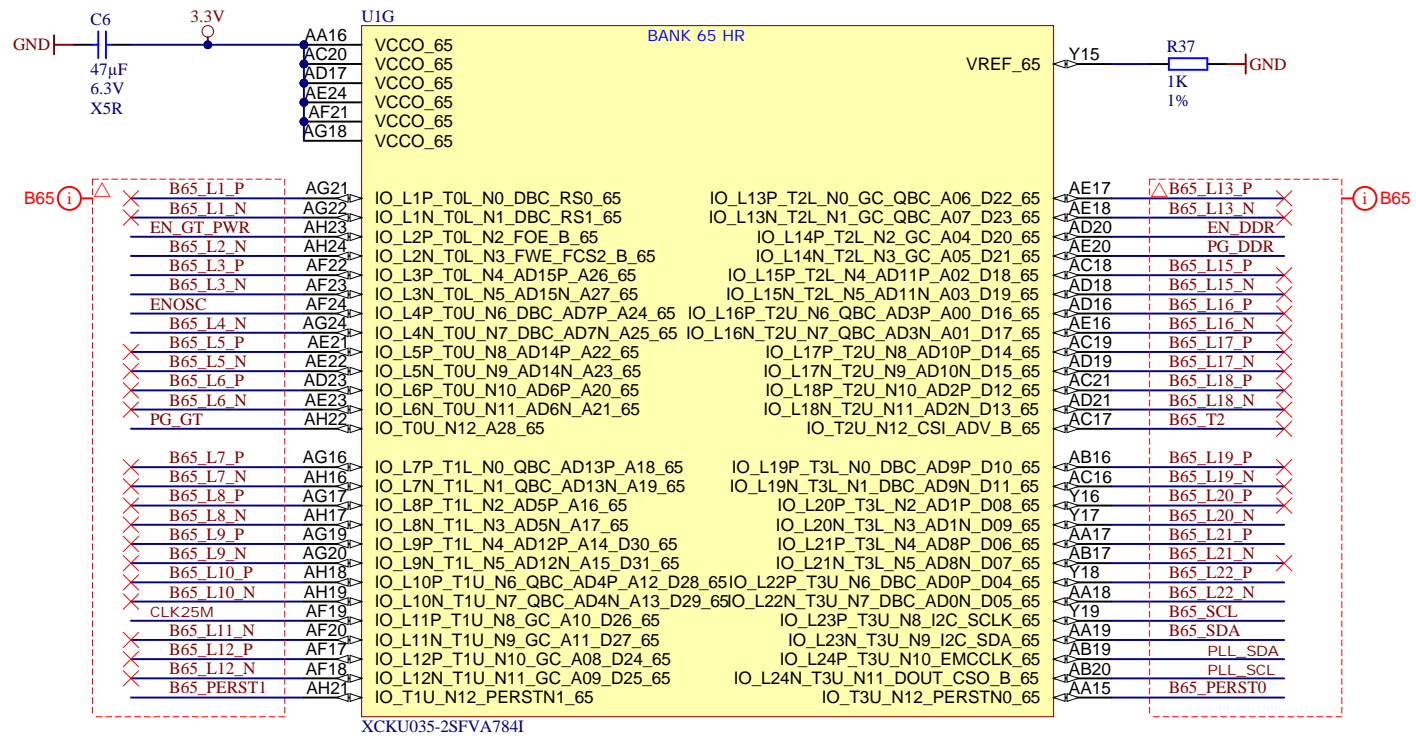 C6
3.3V
U1G
GND
47µF
6.3V
X5R
BANK 65 HR
AA16 VCCO_65
AC20 VCCO_65
AD17 VCCO_65
AE24 VCCO_65
AF21 VCCO_65
AG18 VCCO_65
VREF_65 Y15
R37
1K
1%
GND
B65 i
B65_L1_P AG21 IO_L1P_T0L_N0_DBC_RS0_65
B65_L1_N AG22 IO_L1N_T0L_N1_DBC_RS1_65
EN_GT_PWR AH23 IO_L2P_T0L_N2_FOE_B_65
B65_L2_N AH24 IO_L2N_T0L_N3_FWE_FCS2_B_65
B65_L3_P AF22 IO_L3P_T0L_N4_AD15P_A26_65
B65_L3_N AF23 IO_L3N_T0L_N5_AD15N_A27_65
ENOSC AF24 IO_L4P_T0U_N6_DBC_AD7P_A24_65
B65_L4_N AG24 IO_L4N_T0U_N7_DBC_AD7N_A25_65
B65_L5_P AE21 IO_L5P_T0U_N8_AD14P_A22_65
B65_L5_N AE22 IO_L5N_T0U_N9_AD14N_A23_65
B65_L6_P AD23 IO_L6P_T0U_N10_AD6P_A20_65
B65_L6_N AE23 IO_L6N_T0U_N11_AD6N_A21_65
PG_GT AH22 IO_T0U_N12_A28_65
B65_L7_P AG16 IO_L7P_T1L_N0_QBC_AD13P_A18_65
B65_L7_N AH16 IO_L7N_T1L_N1_QBC_AD13N_A19_65
B65_L8_P AG17 IO_L8P_T1L_N2_AD5P_A16_65
B65_L8_N AH17 IO_L8N_T1L_N3_AD5N_A17_65
B65_L9_P AG19 IO_L9P_T1L_N4_AD12P_A14_D30_65
B65_L9_N AG20 IO_L9N_T1L_N5_AD12N_A15_D31_65
B65_L10_P AH18 IO_L10P_T1U_N6_QBC_AD4P_A12_D28_65
B65_L10_N AH19 IO_L10N_T1U_N7_QBC_AD4N_A13_D29_65
CLK25M AF19 IO_L11P_T1U_N8_GC_A10_D26_65
B65_L11_N AF20 IO_L11N_T1U_N9_GC_A11_D27_65
B65_L12_P AF17 IO_L12P_T1U_N10_GC_A08_D24_65
B65_L12_N AF18 IO_L12N_T1U_N11_GC_A09_D25_65
B65_PERST1 AH21 IO_T1U_N12_PERSTN1_65
IO_L13P_T2L_N0_GC_QBC_A06_D22_65 AE17 B65_L13_P
IO_L13N_T2L_N1_GC_QBC_A07_D23_65 AE18 B65_L13_N
IO_L14P_T2L_N2_GC_A04_D20_65 AD20 EN_DDR
IO_L14N_T2L_N3_GC_A05_D21_65 AE20 PG_DDR
IO_L15P_T2L_N4_AD11P_A02_D18_65 AC18 B65_L15_P
IO_L15N_T2L_N5_AD11N_A03_D19_65 AD18 B65_L15_N
IO_L16P_T2U_N6_QBC_AD3P_A00_D16_65 AD16 B65_L16_P
IO_L16N_T2U_N7_QBC_AD3N_A01_D17_65 AE16 B65_L16_N
IO_L17P_T2U_N8_AD10P_D14_65 AC19 B65_L17_P
IO_L17N_T2U_N9_AD10N_D15_65 AD19 B65_L17_N
IO_L18P_T2U_N10_AD2P_D12_65 AC21 B65_L18_P
IO_L18N_T2U_N11_AD2N_D13_65 AD21 B65_L18_N
IO_T2U_N12_CSI_ADV_B_65 AC17 B65_T2
IO_L19P_T3L_N0_DBC_AD9P_D10_65 AB16 B65_L19_P
IO_L19N_T3L_N1_DBC_AD9N_D11_65 AC16 B65_L19_N
IO_L20P_T3L_N2_AD1P_D08_65 Y16 B65_L20_P
IO_L20N_T3L_N3_AD1N_D09_65 Y17 B65_L20_N
IO_L21P_T3L_N4_AD8P_D06_65 AA17 B65_L21_P
IO_L21N_T3L_N5_AD8N_D07_65 AB17 B65_L21_N
IO_L22P_T3U_N6_DBC_AD0P_D04_65 Y18 B65_L22_P
IO_L22N_T3U_N7_DBC_AD0N_D05_65 AA18 B65_L22_N
IO_L23P_T3U_N8_I2C_SCLK_65 Y19 B65_SCL
IO_L23N_T3U_N9_I2C_SDA_65 AA19 B65_SDA
IO_L24P_T3U_N10_EMCCLK_65 AB19 PLL_SDA
IO_L24N_T3U_N11_DOUT_CSO_B_65 AB20 PLL_SCL
IO_T3U_N12_PERSTN0_65 AA15 B65_PERST0
i B65
XCKU035-2SFVA784I